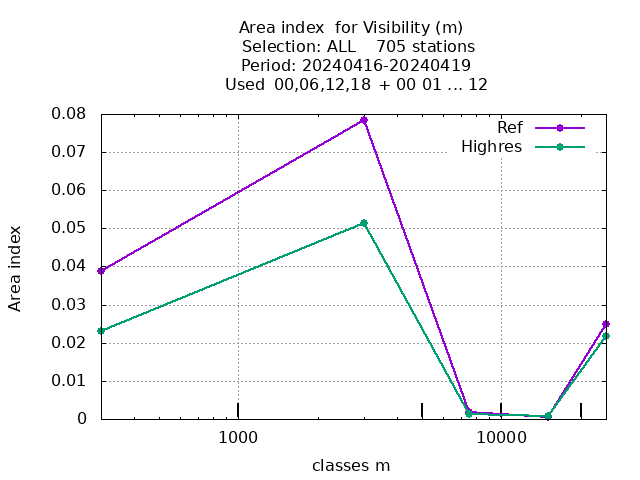 Area index  for Visibility (m)
Selection: ALL    705 stations
Period: 20240416-20240419
Used  00,06,12,18  + 00 01 ... 12
0.08
0.07
0.06
0.05
0.04
0.03
0.02
0.01
0
Area index
Ref
Highres
1000
10000
classes m